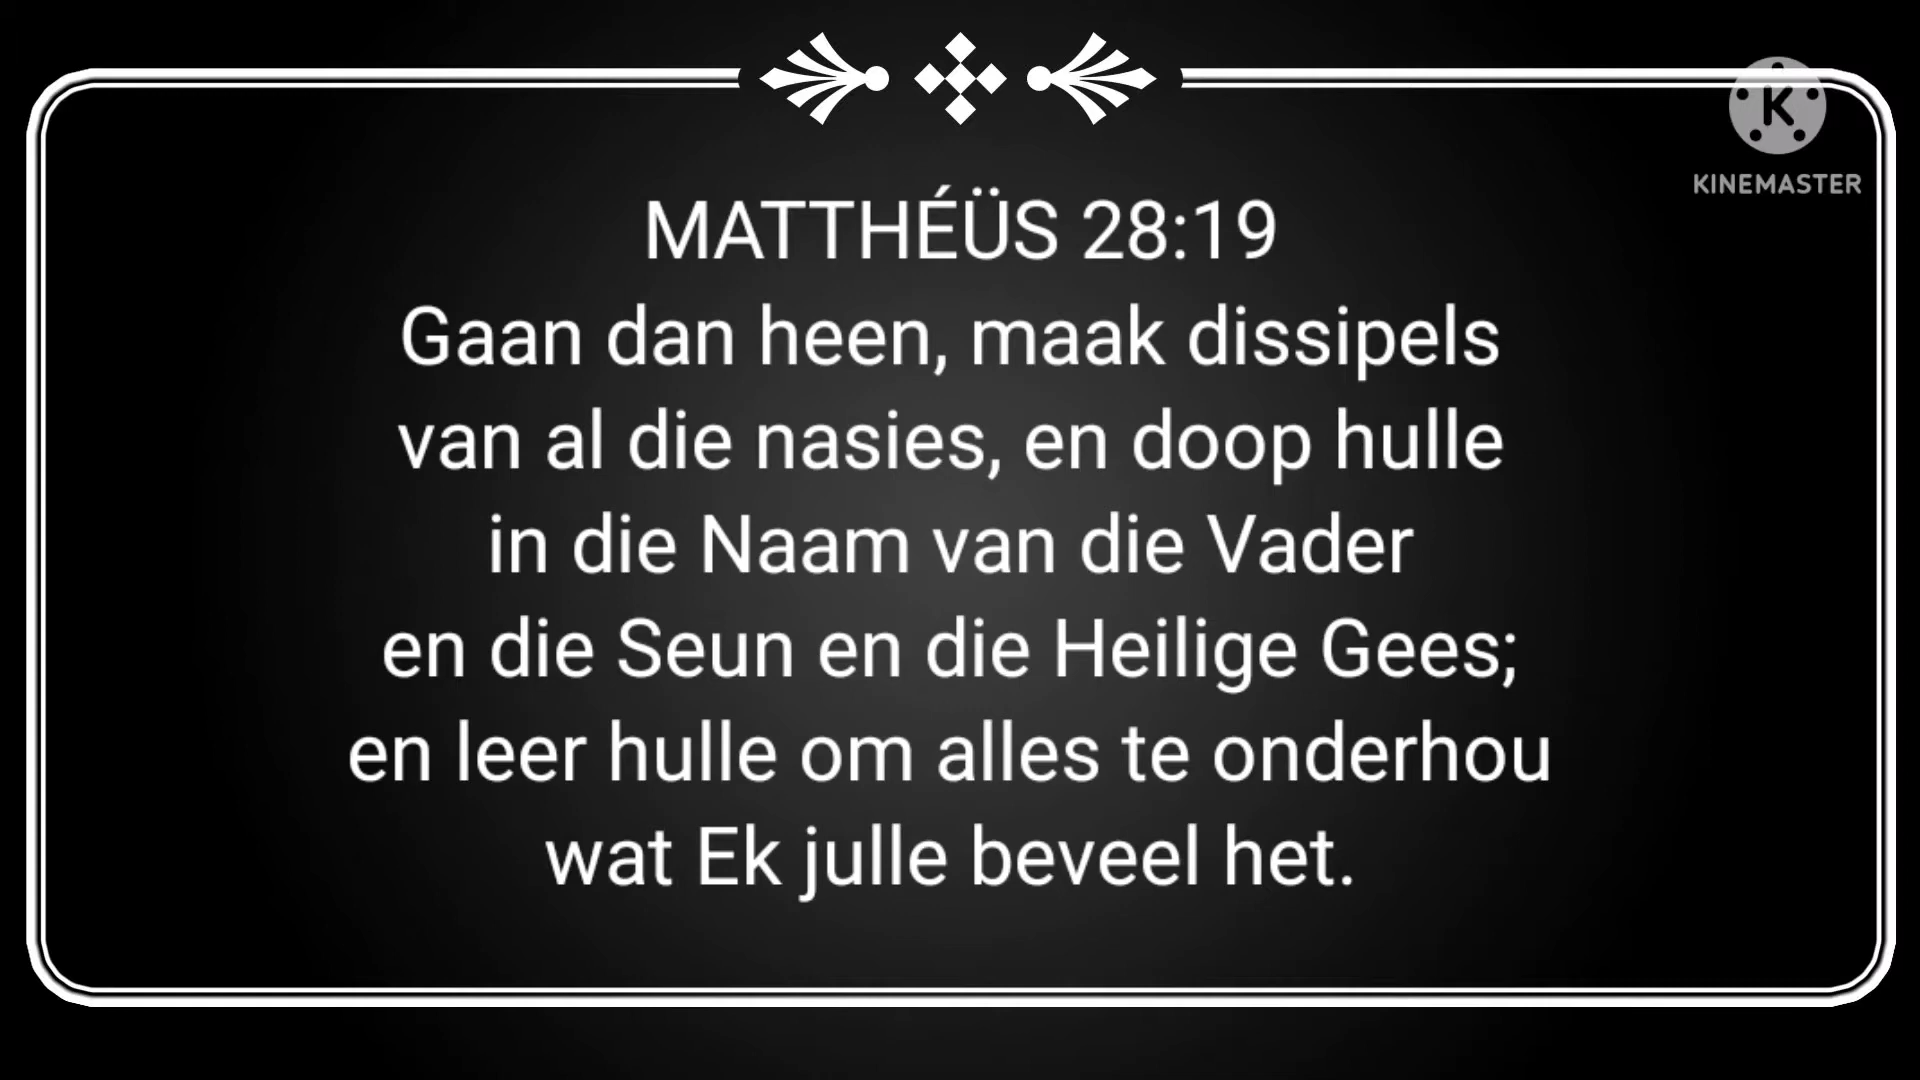 KINEMASTER
MATTHÉÜS 28:19
Gaan dan heen, maak dissipels
van al die nasies, en doop hulle
in die Naam van die Vader
en die Seun en die Heilige Gees;
en leer hulle om alles te onderhou
wat Ek julle beveel het.